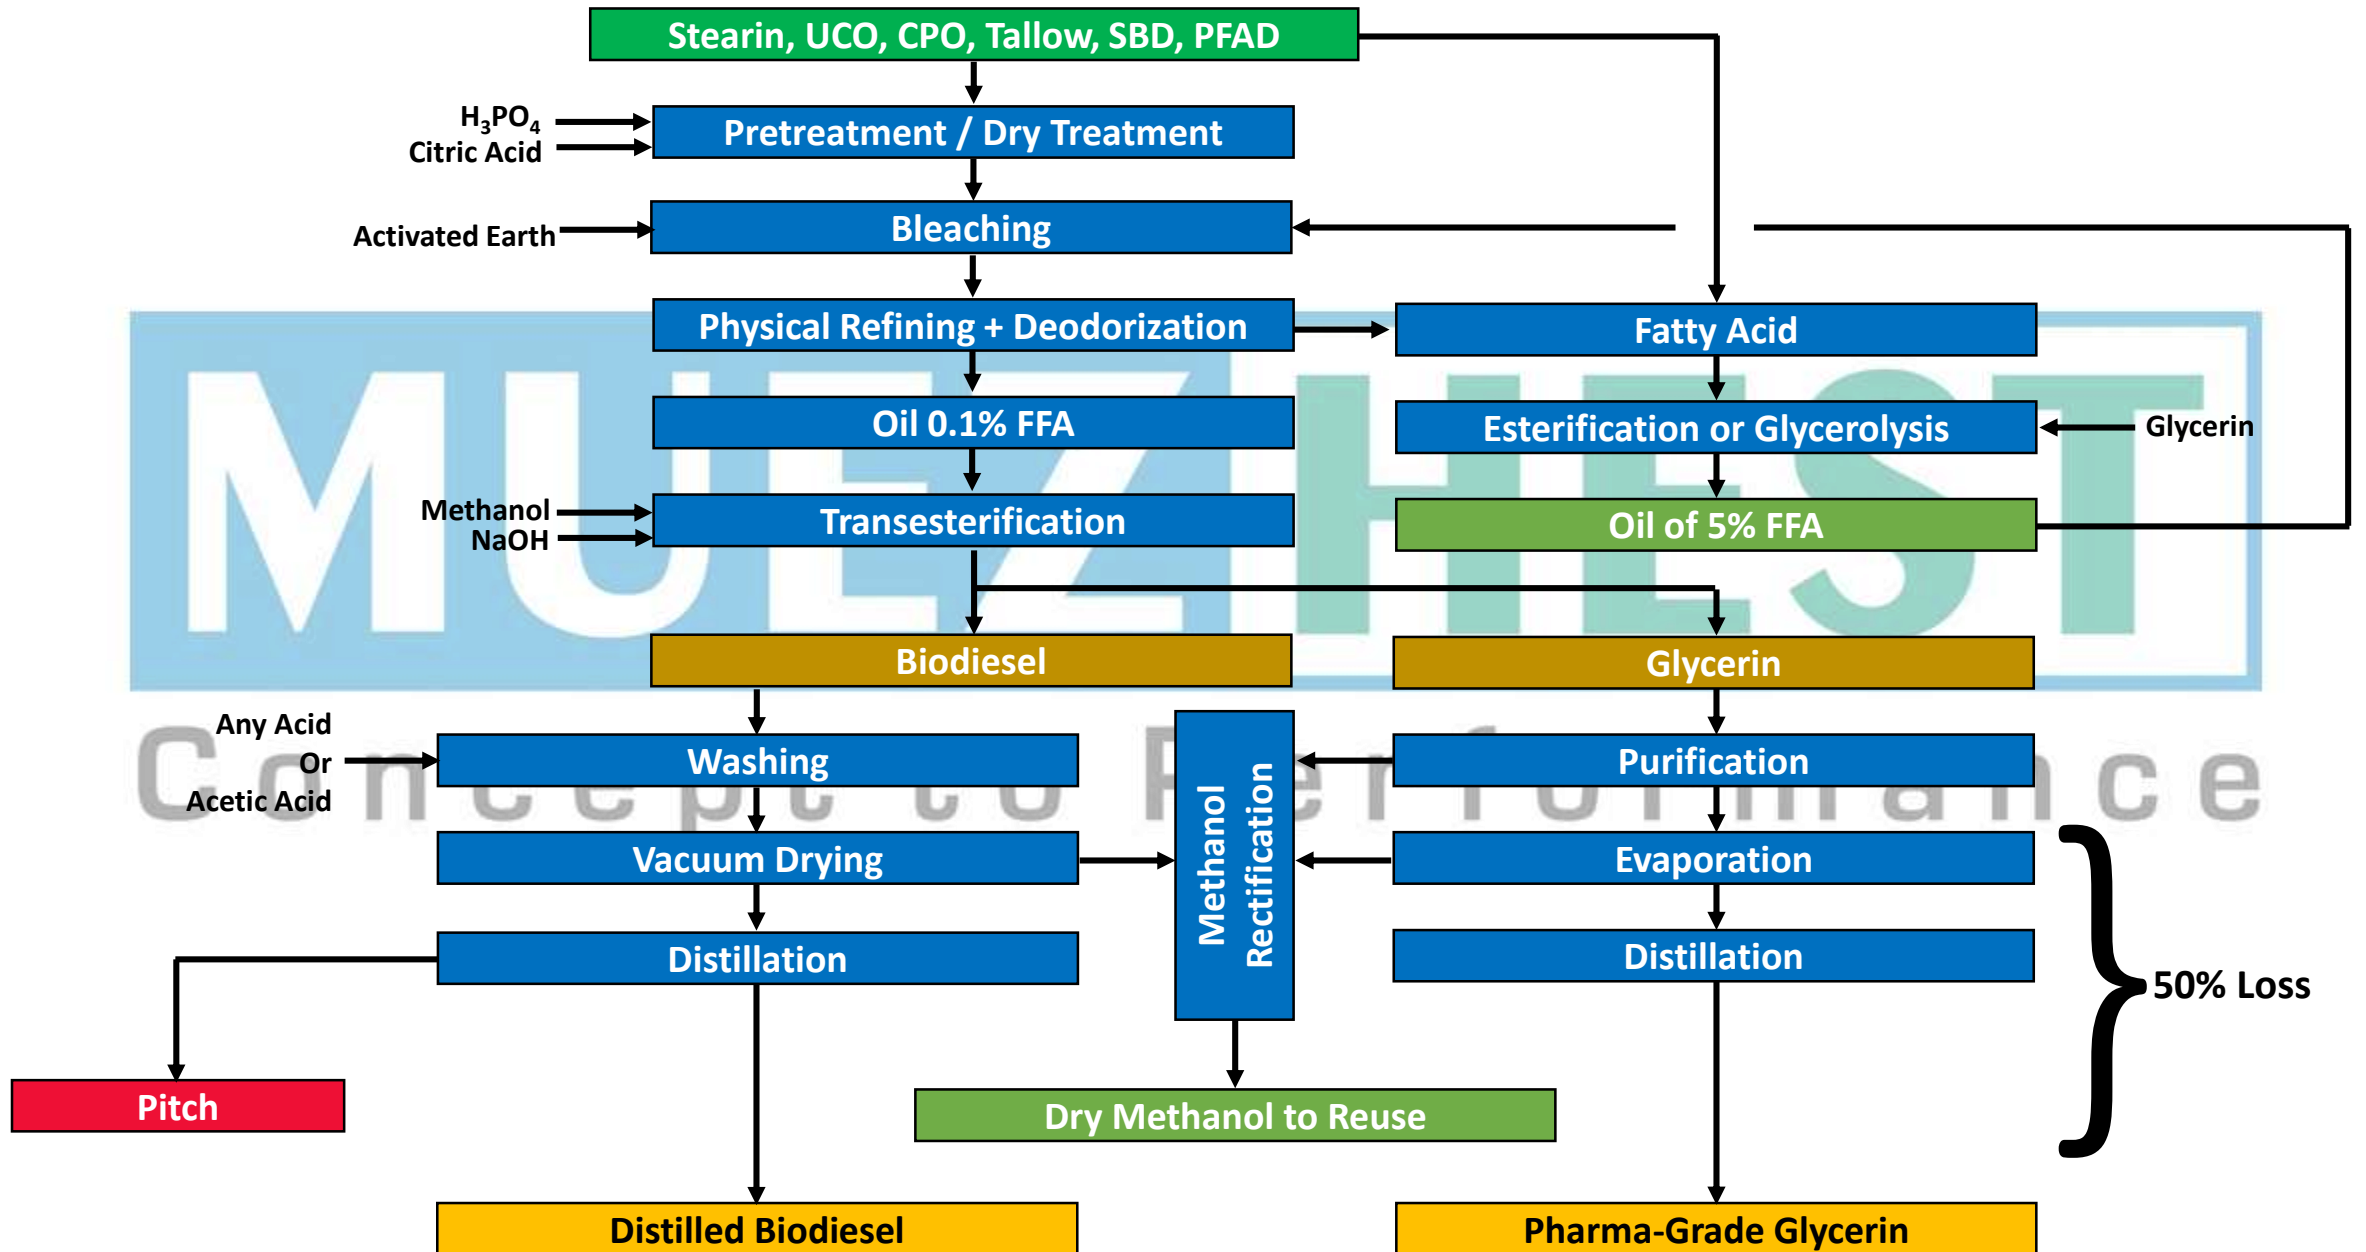 Stearin, UCO, CPO, Tallow, SBD, PFAD
H₃PO₄
Citric Acid
Pretreatment / Dry Treatment
Activated Earth
Bleaching
Physical Refining + Deodorization
Fatty Acid
Oil 0.1% FFA
Esterification or Glycerolysis
Glycerin
Methanol
NaOH
Transesterification
Oil of 5% FFA
MUEZ HEST
Biodiesel
Glycerin
Concept to Performance
Any Acid
Or
Acetic Acid
Washing
Methanol
Rectification
Purification
Vacuum Drying
Evaporation
Distillation
Distillation
50% Loss
Pitch
Dry Methanol to Reuse
Distilled Biodiesel
Pharma-Grade Glycerin